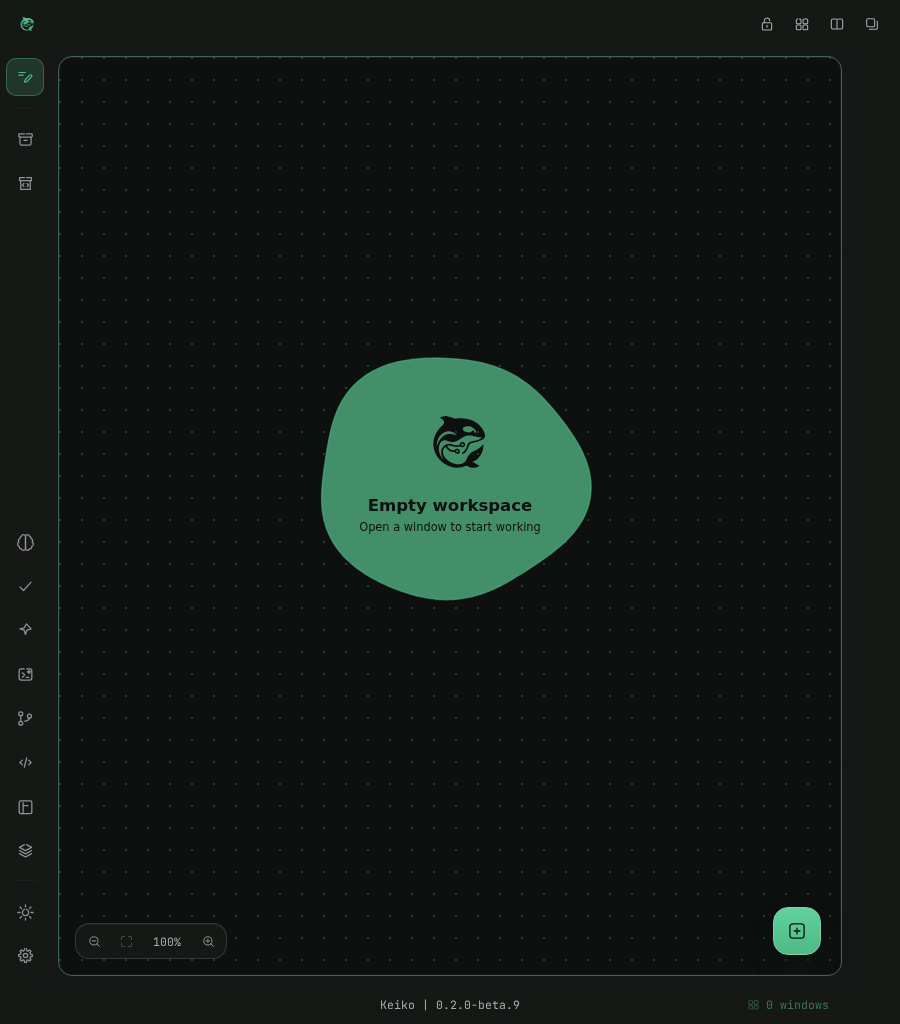 Empty workspace
Open a window to start working
100%
Keiko | 0.2.0-beta.9
0 windows